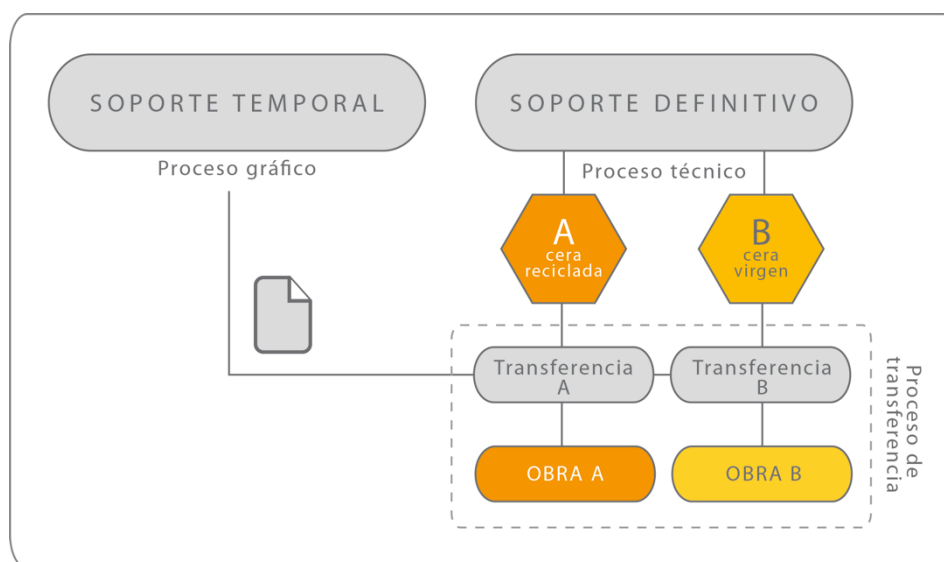 SOPORTE TEMPORAL
SOPORTE DEFINITIVO
Proceso gráfico
Proceso técnico
A
cera
reciclada
B
cera
virgen
Transferencia
A
Transferencia
B
OBRA A
OBRA B
Proceso de
transferencia